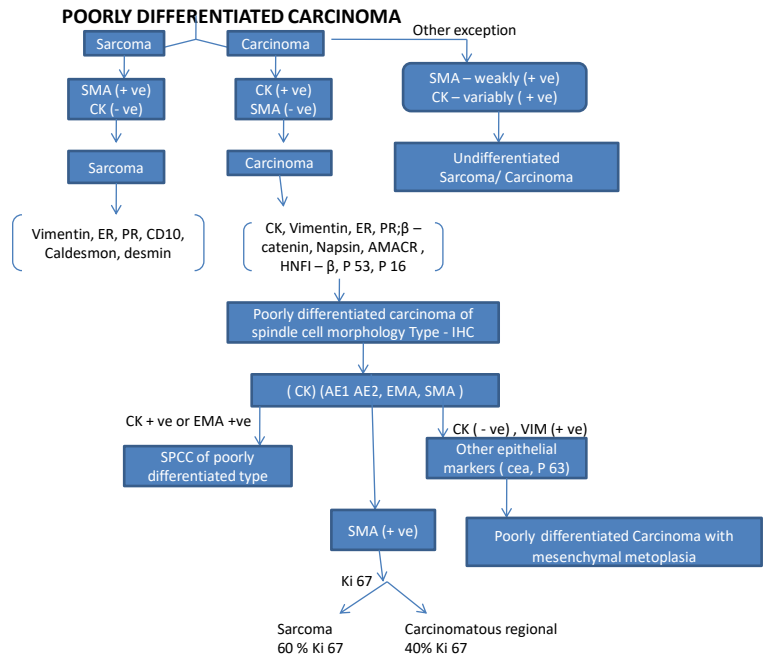 POORLY DIFFERENTIATED CARCINOMA
Sarcoma
Carcinoma
Other exception
SMA (+ ve)
CK (- ve)
CK (+ve)
SMA (-ve)
SMA – weakly (+ ve)
CK – variably ( + ve)
Sarcoma
Carcinoma
Undifferentiated
Sarcoma/ Carcinoma
Vimentin, ER, PR, CD10,
Caldesmon, desmin
CK, Vimentin, ER, PR;β –
catenin, Napsin, AMACR ,
HNFI – β, P 53, P 16
Poorly differentiated carcinoma of
spindle cell morphology Type - IHC
( CK) (AE1 AE2, EMA, SMA )
CK + ve or EMA +ve
CK ( - ve) , VIM (+ ve)
SPCC of poorly
differentiated type
Other epithelial
markers ( cea, P 63)
SMA (+ ve)
Poorly differentiated Carcinoma with
mesenchymal metoplasia
Ki 67
Sarcoma
60 % Ki 67
Carcinomatous regional
40% Ki 67